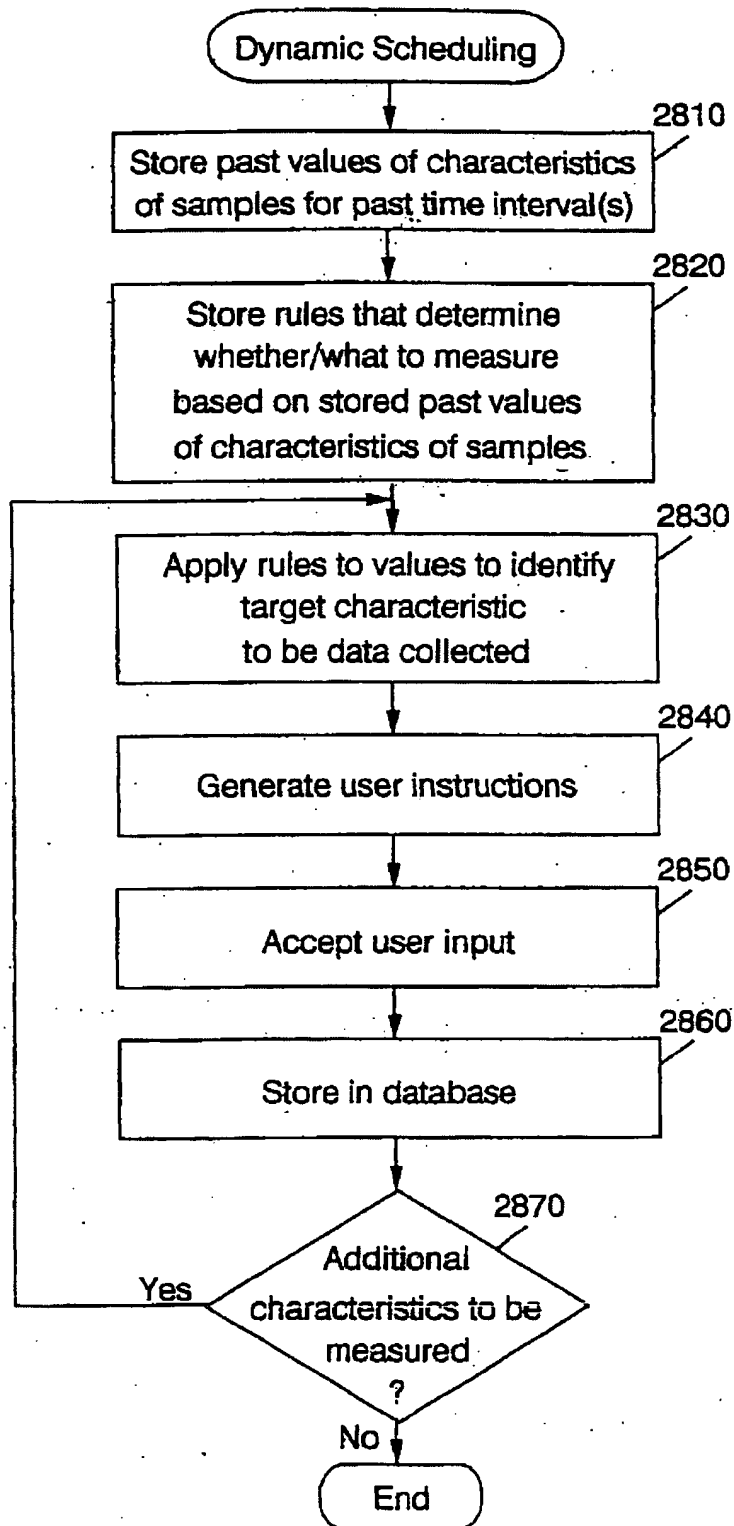 Dynamic Scheduling
2810
Store past values of characteristics
of samples for past time interval(s)
2820
Store rules that determine
whether/what to measure
based on stored past values
of characteristics of samples
2830
Apply rules to values to identify
target characteristic
to be data collected
2840
Generate user instructions
2850
Accept user input
2860
Store in database
2870
Additional
characteristics to be
measured
?
Yes
No
End